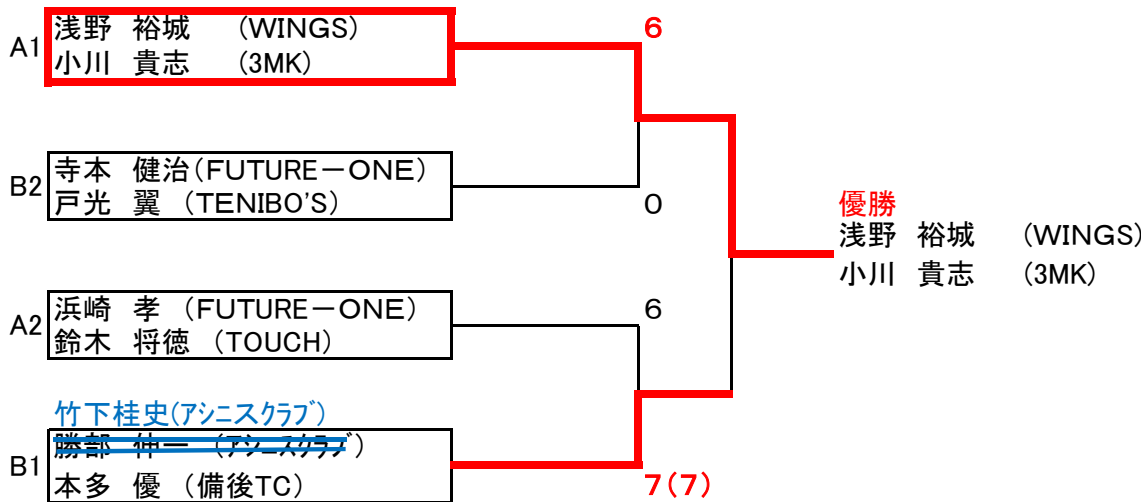 A1
浅野　裕城　　(WINGS)
小川　貴志　　(3MK)
6
B2
寺本　健治(FUTURE－ONE)
戸光　翼　(TENIBO'S)
0
優勝
浅野　裕城　　(WINGS)
小川　貴志　　(3MK)
A2
浜崎　孝　(FUTURE－ONE)
鈴木　将徳　(TOUCH)
6
竹下桂史(ｱｼﾆｽｸﾗﾌﾞ)
B1
勝部　伸一　(ｱｼﾆｽｸﾗﾌﾞ)
本多　優　(備後TC)
7(7)